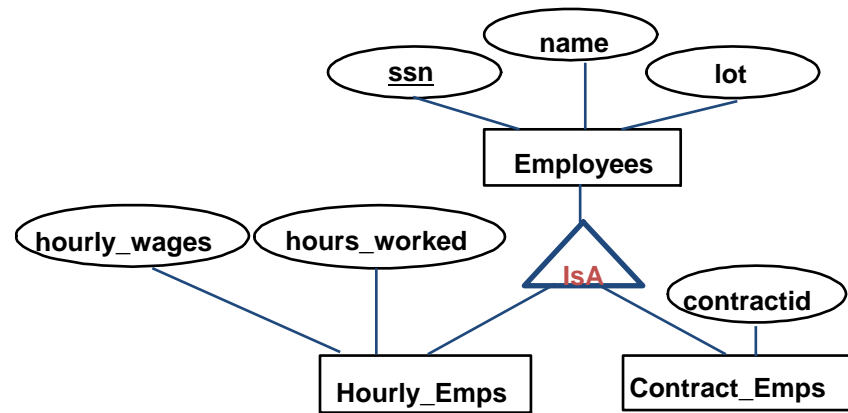 name
ssn
lot
Employees
hourly_wages
hours_worked
IsA
contractid
Hourly_Emps
Contract_Emps